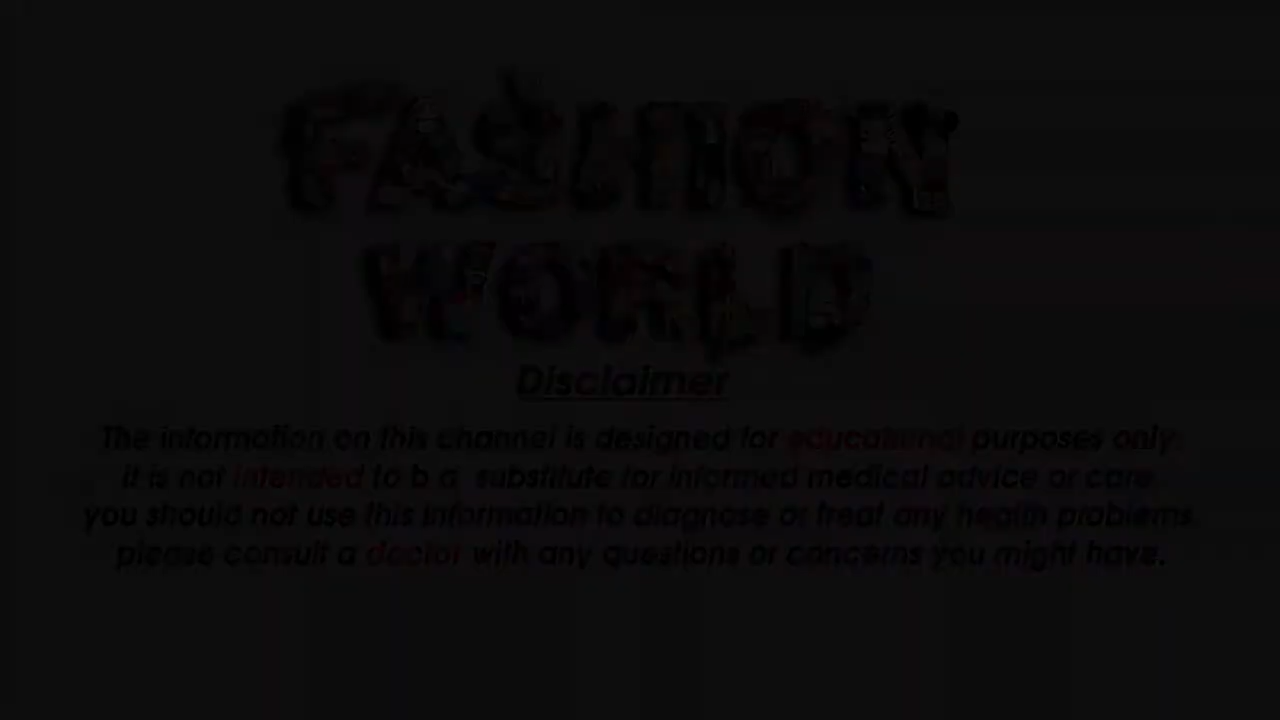 FASHION
WORLD
Disclaimer
The information on this channel is designed for educational purposes only
it is not intended to b a substitute for informed medical advice or care
you should not use this information to diagnose or treat any health problems
please consult a doctor with any questions or concerns you might have.